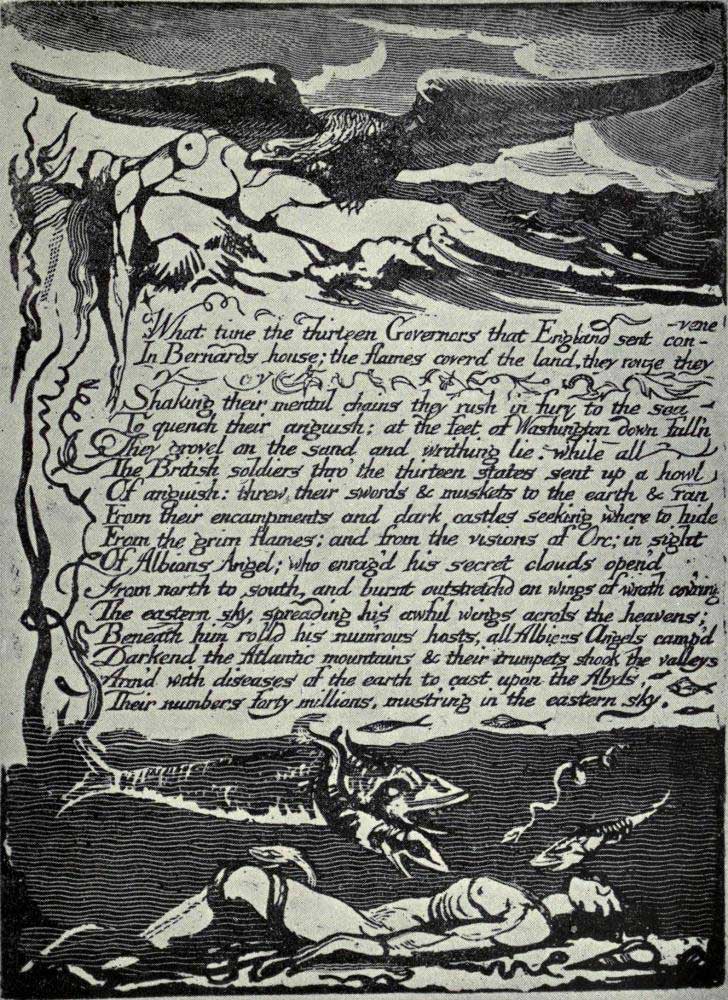 What time the thirteen Governors that England sent con-vene
In Bernards house; the flames coverd the land, they rouze they cry
Shaking their mental chains they rush in fury to the sea
To quench their anguish; at the feet of Washington down fall'n
They grovel on the sand and writhing lie. while all
The British soldiers thro' the thirteen states sent up a howl
Of anguish: threw their swords & muskets to the earth & ran
From their encampments and dark castles seeking where to hide
From the grim flames; and from the visions of Orc; in sight
Of Albions Angel; who enrag'd his secret clouds open'd
From north to south, and burnt outstretchd on wings of wrath cov'ring
The eastern sky, spreading his awful wings across the heavens;
Beneath him rolld his num'rous hosts, all Albions Angels camp'd
Darkend the Atlantic mountains & their trumpets shook the valleys
Armd with diseases of the earth to cast upon the Abyss,
Their numbers forty millions, must'ring in the eastern sky.